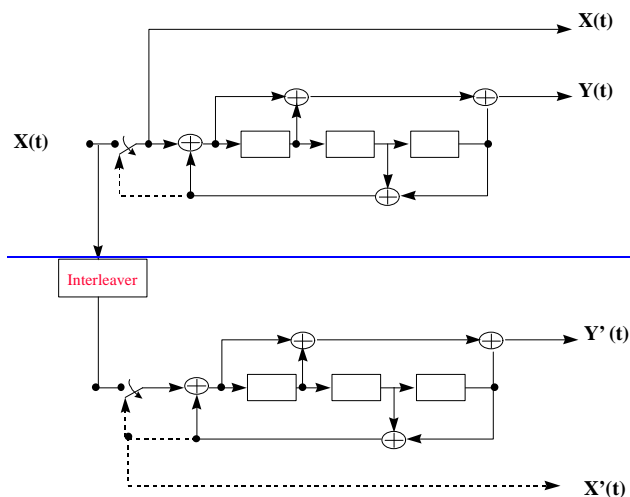 X(t)
Y(t)
X(t)
Interleaver
Y’ (t)
X’(t)